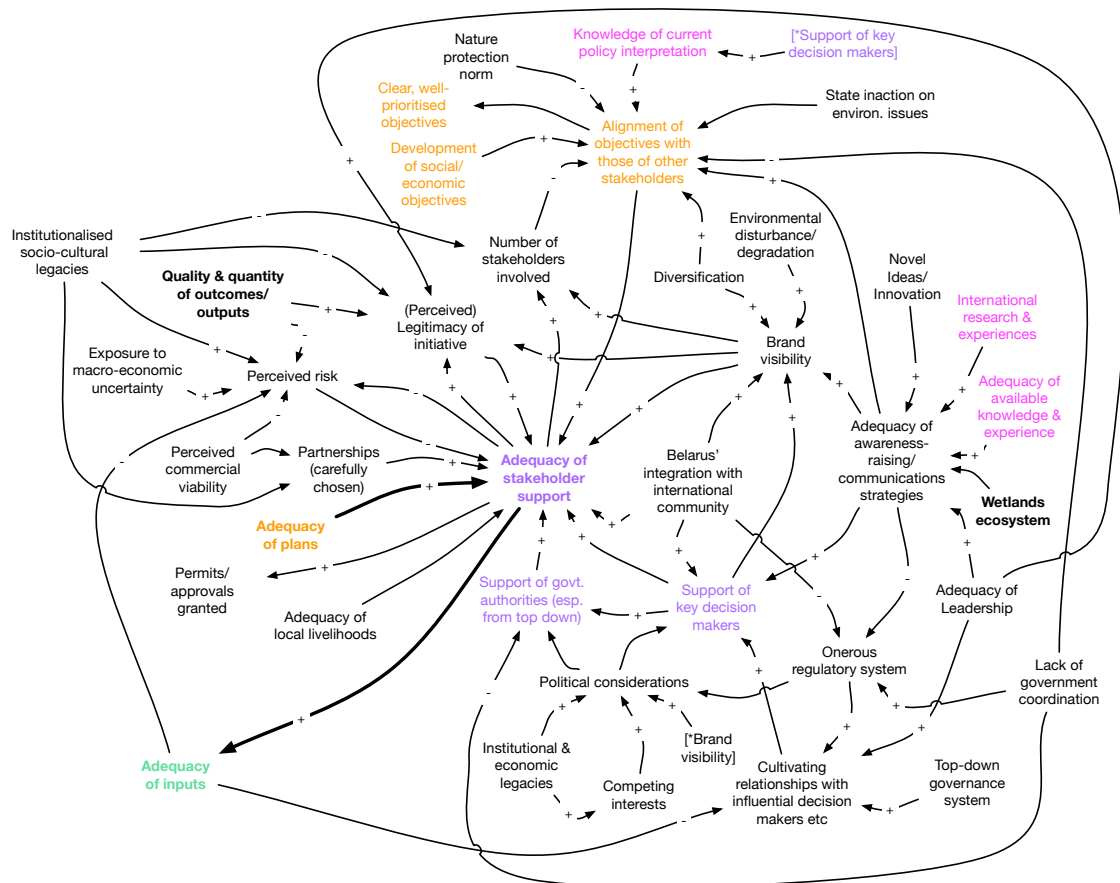 Nature
protection
norm
Knowledge of current
policy interpretation
[*Support of key
decision makers]
Clear, well-
prioritised
objectives
State inaction on
environ. issues
Alignment of
objectives with
those of other
stakeholders
Development
of social/
economic
objectives
Institutionalised
socio-cultural
legacies
Number of
stakeholders
involved
Environmental
disturbance/
degradation
Diversification
Novel
Ideas/
Innovation
Quality & quantity
of outcomes/
outputs
(Perceived)
Legitimacy of
initiative
International
research &
experiences
Brand
visibility
Exposure to
macro-economic
uncertainty
Perceived risk
Adequacy of
available
knowledge &
experience
Adequacy of
awareness-
raising/
communications
strategies
Perceived
commercial
viability
Partnerships
(carefully
chosen)
Adequacy of
stakeholder
support
Belarus'
integration with
international
community
Wetlands
ecosystem
Adequacy
of plans
Permits/
approvals
granted
Adequacy of
local livelihoods
Support of govt.
authorities (esp.
from top down)
Support of
key decision
makers
Adequacy of
Leadership
Onerous
regulatory system
Lack of
government
coordination
Political considerations
Institutional &
economic
legacies
[*Brand
visibility]
Competing
interests
Cultivating
relationships with
influential decision
makers etc
Top-down
governance
system
Adequacy
of inputs